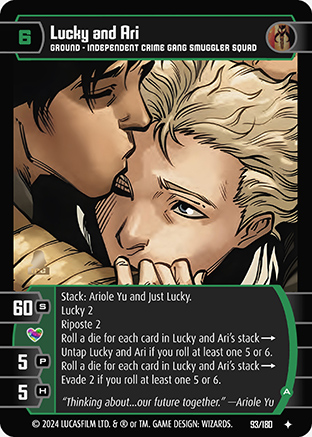 6
Lucky and Ari
GROUND - INDEPENDENT CRIME GANG SMUGGLER SQUAD
60 S
5 P
5 H
Stack: Ariole Yu and Just Lucky.
Lucky 2
Riposte 2
Roll a die for each card in Lucky and Ari's stack →
Untap Lucky and Ari if you roll at least one 5 or 6.
Roll a die for each card in Lucky and Ari's stack →
Evade 2 if you roll at least one 5 or 6.
"Thinking about...our future together." —Ariole Yu
A
© 2024 LUCASFILM LTD. & ® or TM. GAME DESIGN: WIZARDS. 93/180